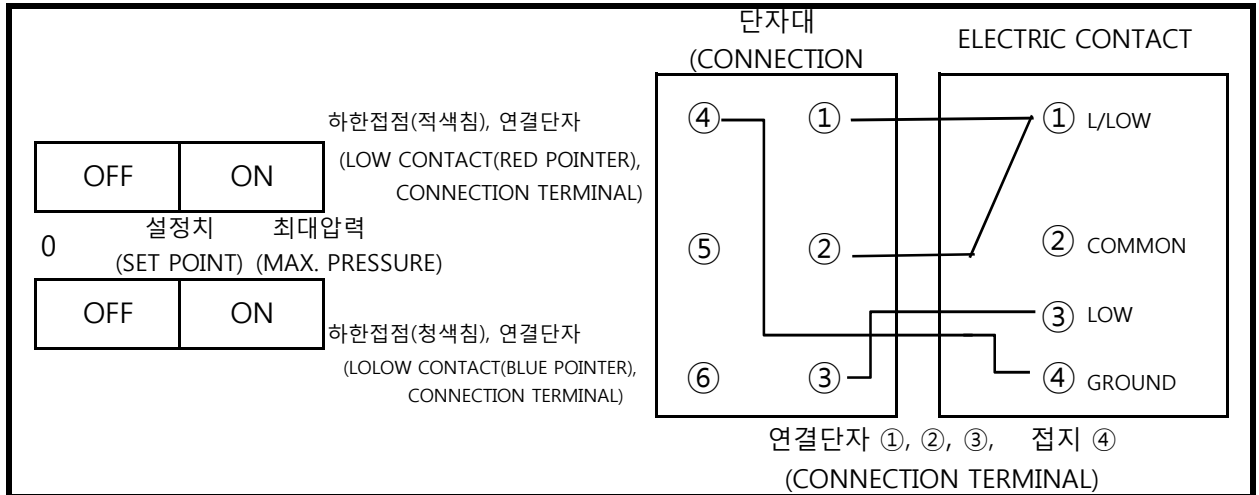 단자대
(CONNECTION
ELECTRIC CONTACT
하한접점(적색침), 연결단자
(LOW CONTACT(RED POINTER),
CONNECTION TERMINAL)
OFF ON
설정치 최대압력
0
(SET POINT) (MAX. PRESSURE)
OFF ON
하한접점(청색침), 연결단자
(LOLOW CONTACT(BLUE POINTER),
CONNECTION TERMINAL)
④ ① ① L/LOW
⑤ ② ② COMMON
③ LOW
⑥ ③ ④ GROUND
연결단자 ①, ②, ③, 접지 ④
(CONNECTION TERMINAL)